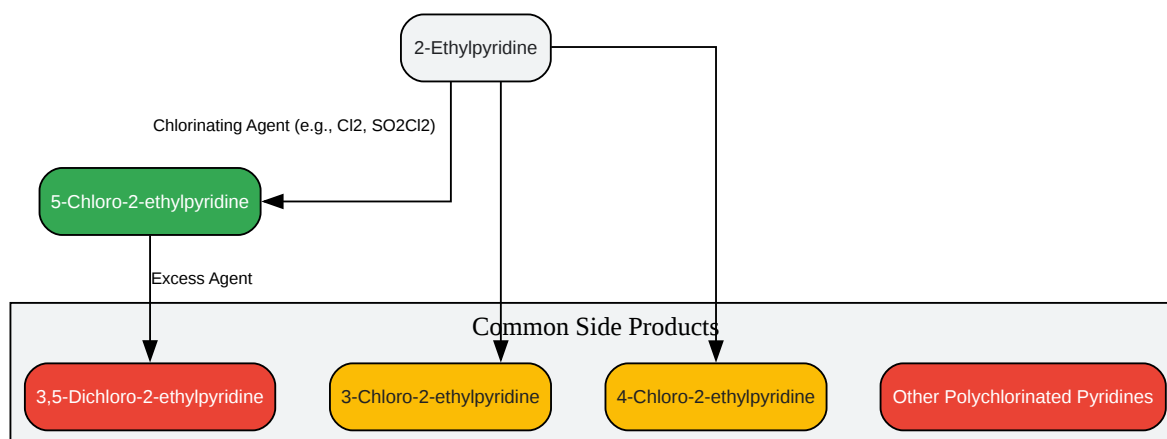 2-Ethylpyridine
Chlorinating Agent (e.g., Cl2, SO2Cl2)
5-Chloro-2-ethylpyridine
Excess Agent
Common Side Products
3,5-Dichloro-2-ethylpyridine
3-Chloro-2-ethylpyridine
4-Chloro-2-ethylpyridine
Other Polychlorinated Pyridines